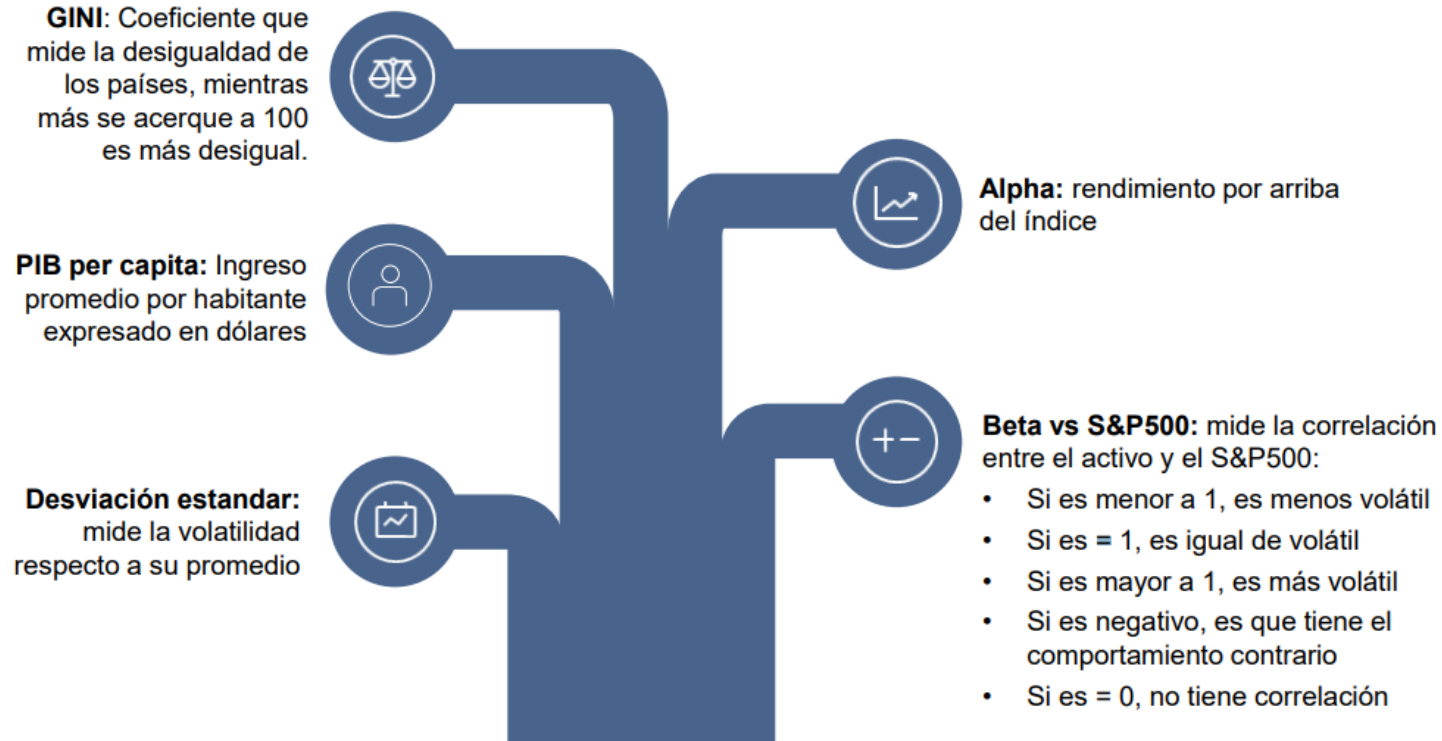 GINI: Coeficiente que
mide la desigualdad de
los países, mientras
más se acerque a 100
es más desigual.
PIB per capita: Ingreso
promedio por habitante
expresado en dólares
Desviación estandar:
mide la volatilidad
respecto a su promedio
Alpha: rendimiento por arriba
del índice
Beta vs S&P500: mide la correlación
entre el activo y el S&P500:
• Si es menor a 1, es menos volátil
• Si es = 1, es igual de volátil
• Si es mayor a 1, es más volátil
• Si es negativo, es que tiene el
comportamiento contrario
• Si es = 0, no tiene correlación